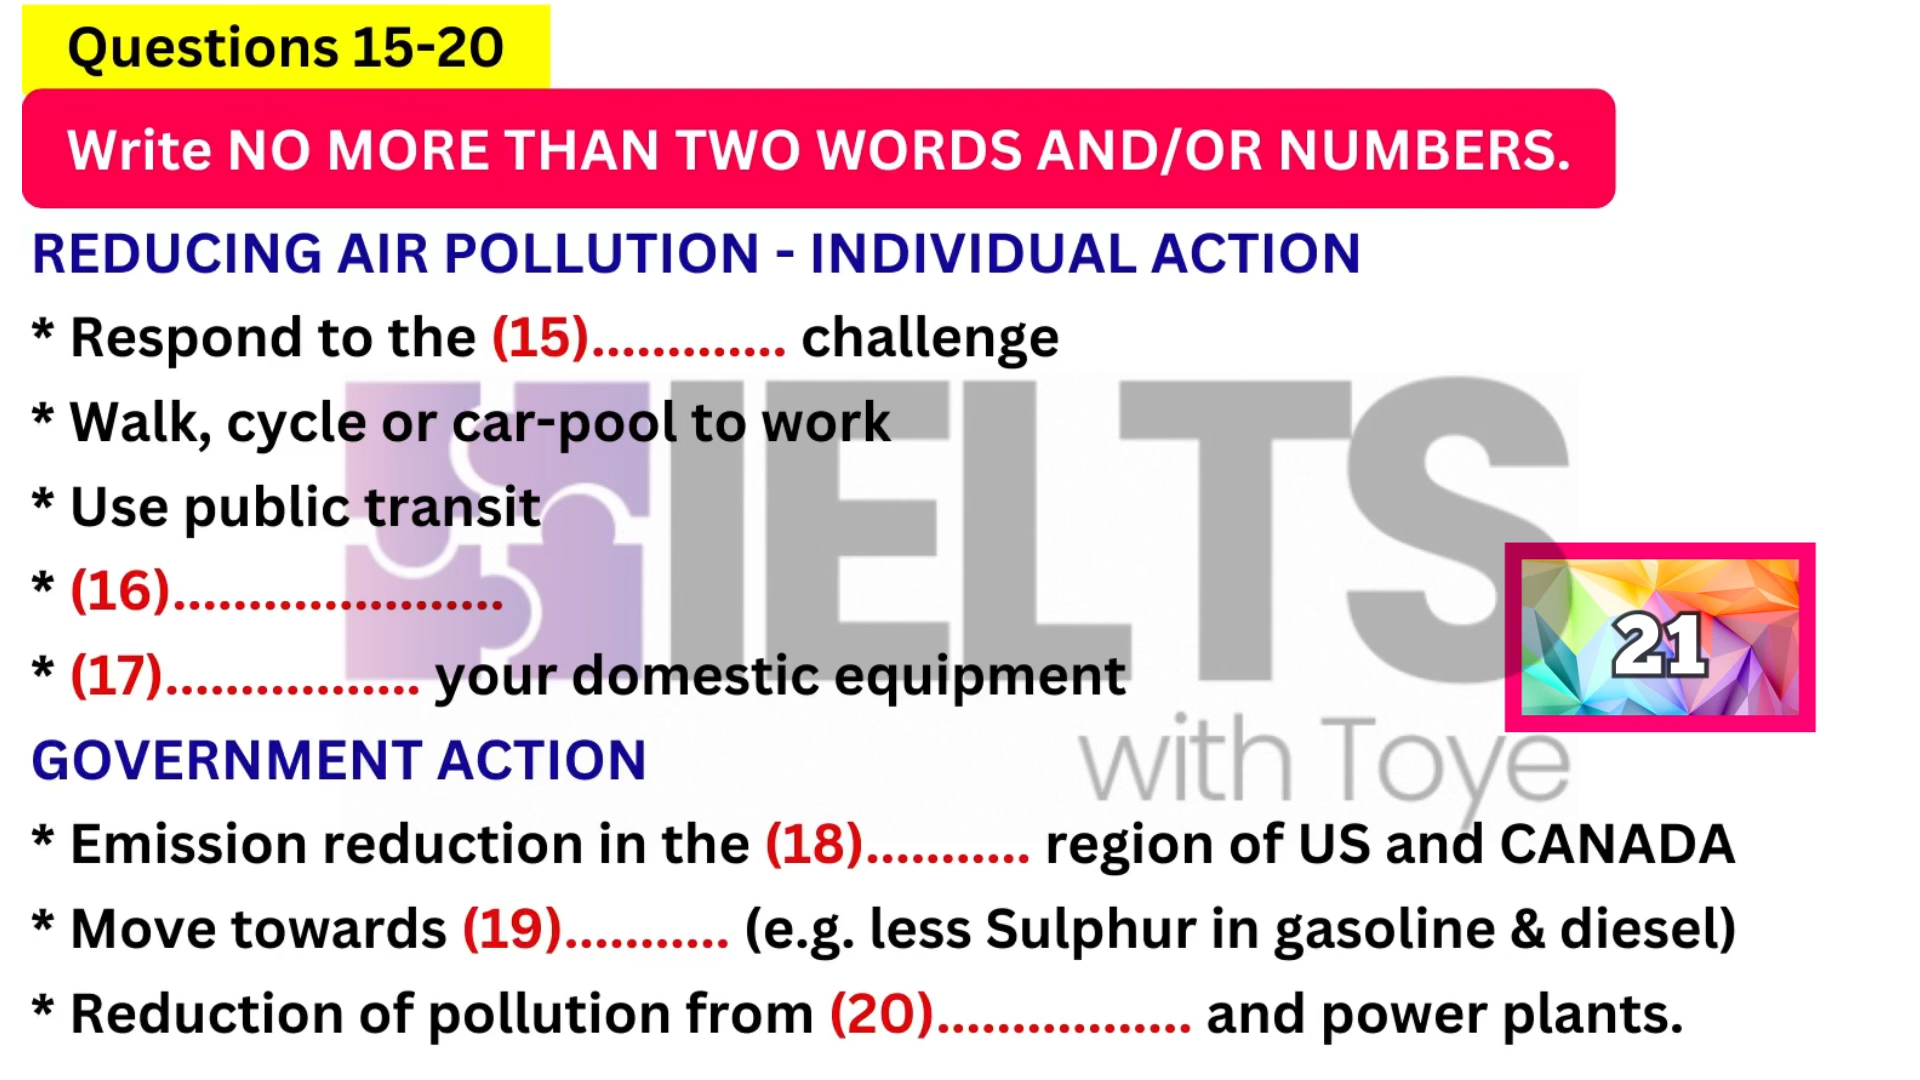 Questions 15-20
Write NO MORE THAN TWO WORDS AND/OR NUMBERS.
REDUCING AIR POLLUTION - INDIVIDUAL ACTION
* Respond to the (15)............. challenge
* Walk, cycle or car-pool to work
* Use public transit
* (16)......................
* (17)................. your domestic equipment
GOVERNMENT ACTION
* Emission reduction in the (18)........... region of US and CANADA
* Move towards (19)........... (e.g. less Sulphur in gasoline & diesel)
* Reduction of pollution from (20)................. and power plants.
IELTS
with Toye
21